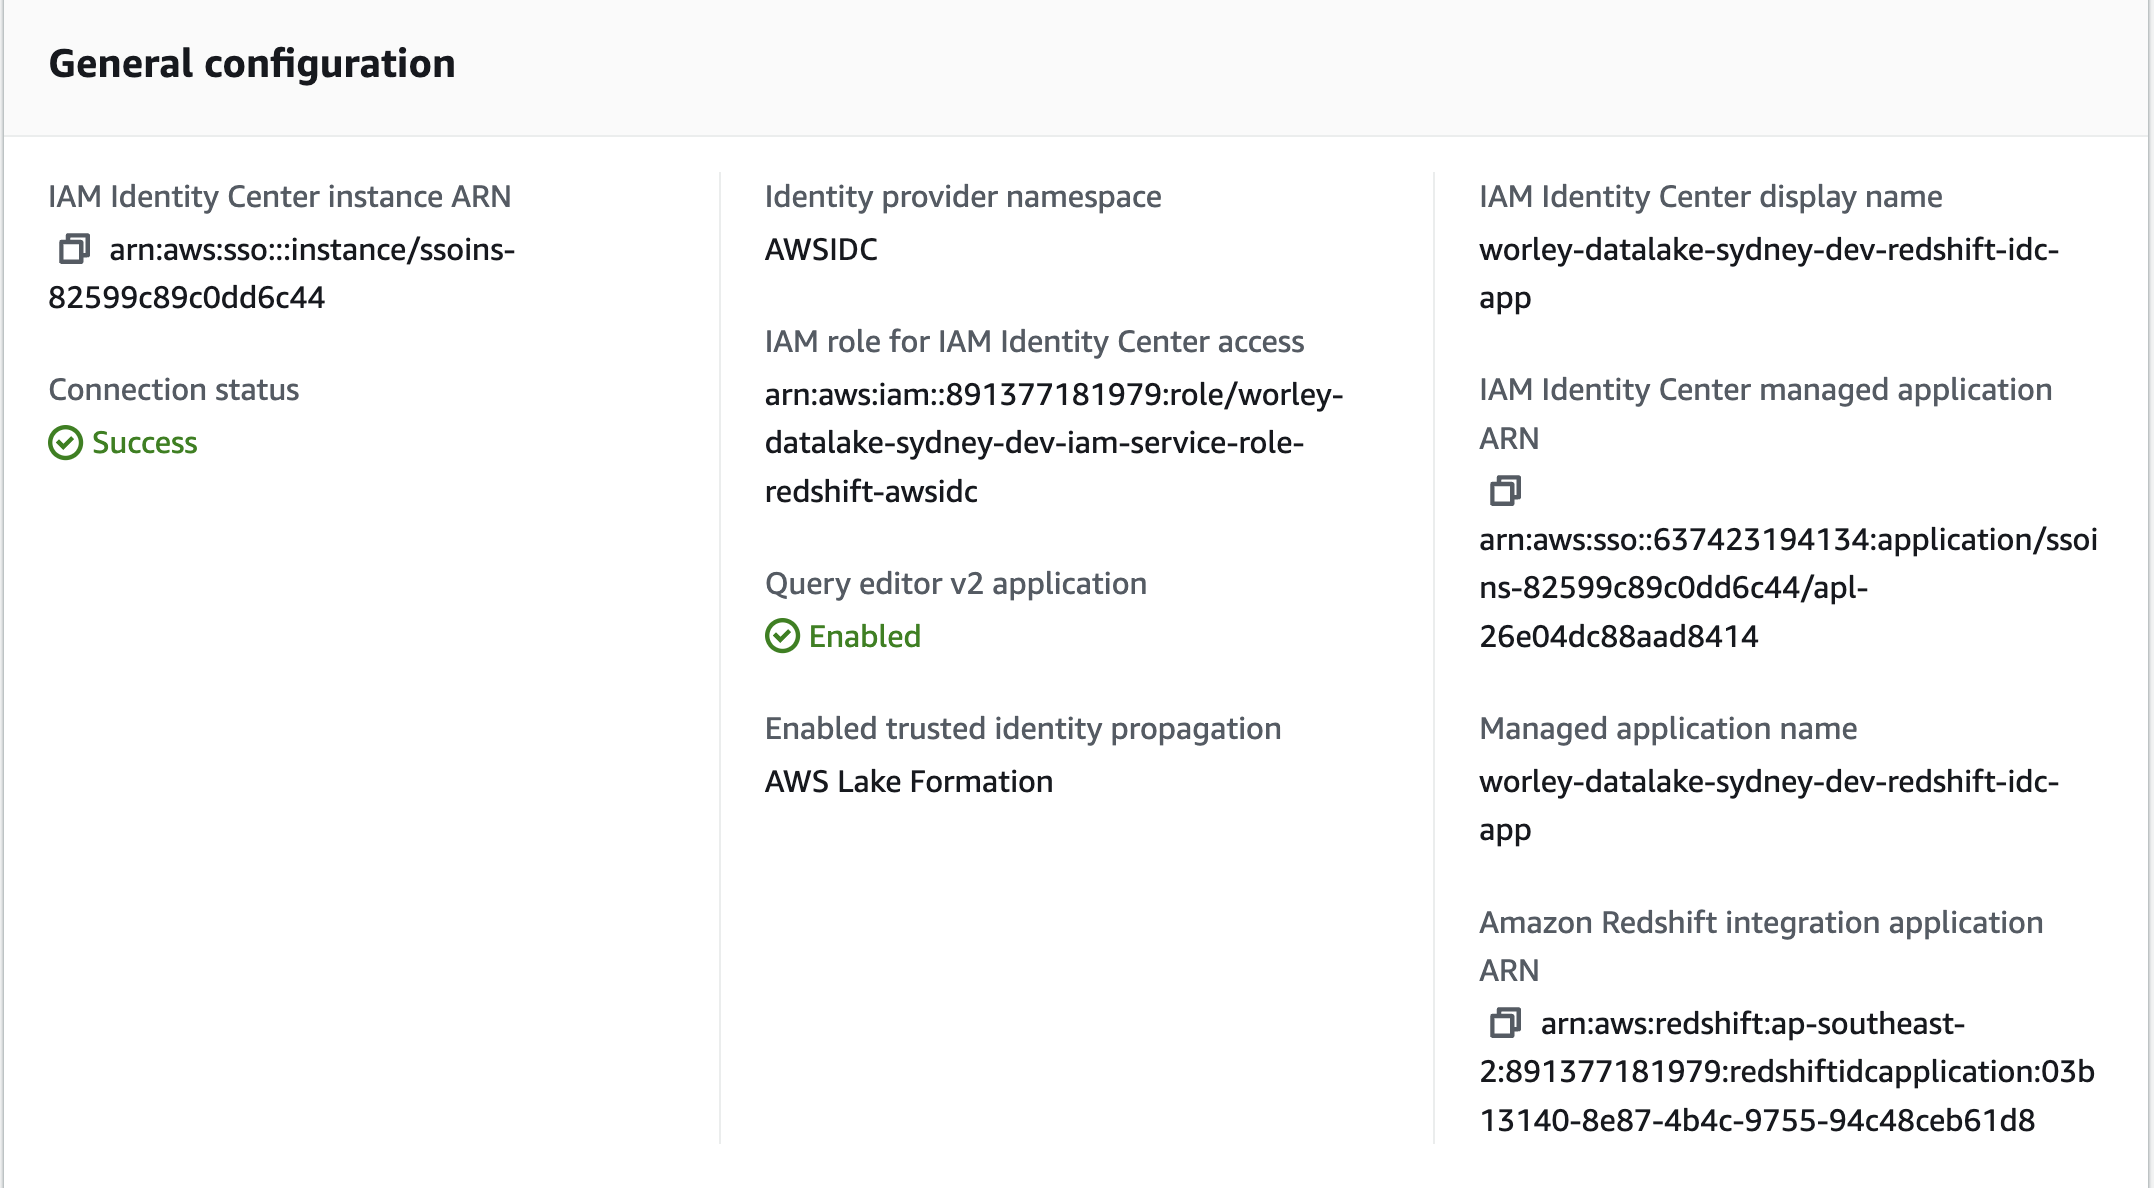 General configuration
IAM Identity Center instance ARN
arn:aws:sso:::instance/ssoins-
82599c89c0dd6c44
Connection status
Success
Identity provider namespace
AWSIDC
IAM role for IAM Identity Center access
arn:aws:iam::891377181979:role/worley-
datalake-sydney-dev-iam-service-role-
redshift-awsidc
Query editor v2 application
Enabled
Enabled trusted identity propagation
AWS Lake Formation
IAM Identity Center display name
worley-datalake-sydney-dev-redshift-idc-
app
IAM Identity Center managed application
ARN
arn:aws:sso::637423194134:application/ssoi
ns-82599c89c0dd6c44/apl-
26e04dc88aad8414
Managed application name
worley-datalake-sydney-dev-redshift-idc-
app
Amazon Redshift integration application
ARN
arn:aws:redshift:ap-southeast-
2:891377181979:redshiftidcapplication:03b
13140-8e87-4b4c-9755-94c48ceb61d8